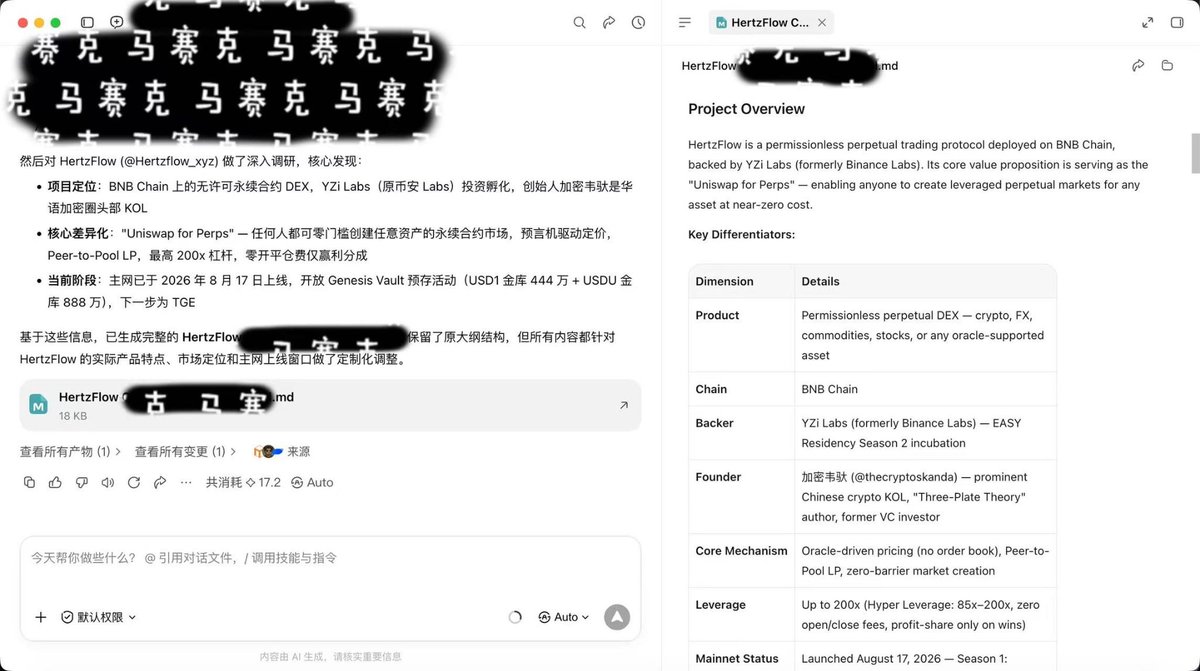 赛克 马赛克 马赛克 马
克 马赛克 马赛克 马赛克
然后对 HertzFlow (@Hertzflow_xyz) 做了深入调研，核心发现：
• 项目定位：BNB Chain 上的无许可永续合约 DEX，YZi Labs（原币安 Labs）投资孵化，创始人加密韦驮是华
语加密圈头部 KOL
• 核心差异化："Uniswap for Perps" — 任何人都可零门槛创建任意资产的永续合约市场，预言机驱动定价，
Peer-to-Pool LP，最高 200x 杠杆，零开平仓费仅赢利分成
• 当前阶段：主网已于 2026 年 8 月 17 日上线，开放 Genesis Vault 预存活动（USD1 金库 444 万 + USDU 金
库 888 万），下一步为 TGE
基于这些信息，已生成完整的 HertzFlow 保留了原大纲结构，但所有内容都针对
HertzFlow 的实际产品特点、市场定位和主网上线窗口做了定制化调整。
M
HertzFlow .md
18 KB
查看所有产物 (1) > 查看所有变更 (1) > 来源
共消耗 17.2 Auto
今天帮你做些什么？ @ 引用对话文件，/ 调用技能与指令
默认权限 Auto
内容由 AI 生成，请核实重要信息
HertzFlow C...
HertzFlow .md
Project Overview
HertzFlow is a permissionless perpetual trading protocol deployed on BNB Chain,
backed by YZi Labs (formerly Binance Labs). Its core value proposition is serving as the
"Uniswap for Perps" — enabling anyone to create leveraged perpetual markets for any
asset at near-zero cost.
Key Differentiators:
Dimension Details
Product Permissionless perpetual DEX — crypto, FX,
commodities, stocks, or any oracle-supported
asset
Chain BNB Chain
Backer YZi Labs (formerly Binance Labs) — EASY
Residency Season 2 incubation
Founder 加密韦驮 (@thecryptoskanda) — prominent
Chinese crypto KOL, "Three-Plate Theory"
author, former VC investor
Core Mechanism Oracle-driven pricing (no order book), Peer-to-
Pool LP, zero-barrier market creation
Leverage Up to 200x (Hyper Leverage: 85x–200x, zero
open/close fees, profit-share only on wins)
Mainnet Status Launched August 17, 2026 — Season 1: